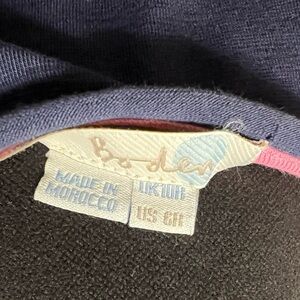 Boden
MADE IN
MOROCCO
UK 10R
US 6R